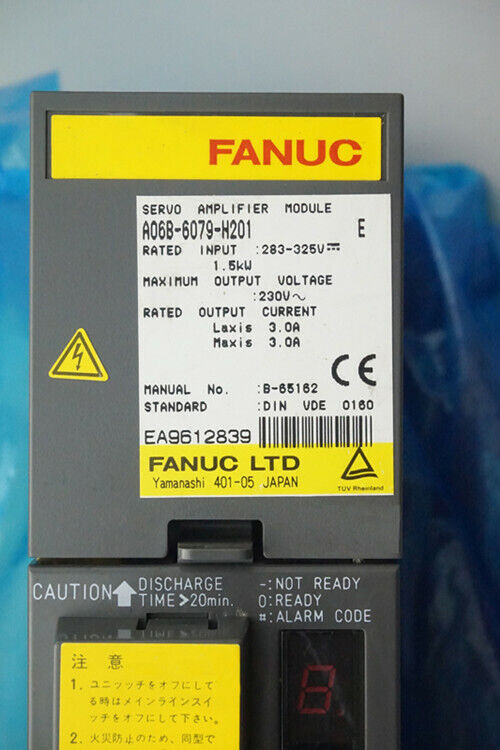 FANUC
SERVO AMPLIFIER MODULE
A06B-6079-H201 E
RATED INPUT :283-325V⎓
1.5kW
MAXIMUM OUTPUT VOLTAGE
:230V～
RATED OUTPUT CURRENT
Laxis 3.0A
Maxis 3.0A
CE
MANUAL No. :B-65162
STANDARD :DIN VDE 0160
EA9612839
FANUC LTD
Yamanashi 401-05 JAPAN
TÜV Rheinland
CAUTION DISCHARGE TIME>20min.
-:NOT READY
0:READY
#:ALARM CODE
8
注 意
1. ユニッッチをオフにして
る時はメインラインスイ
ッチをオフして下さい。
2. 火災防止のため、同型で